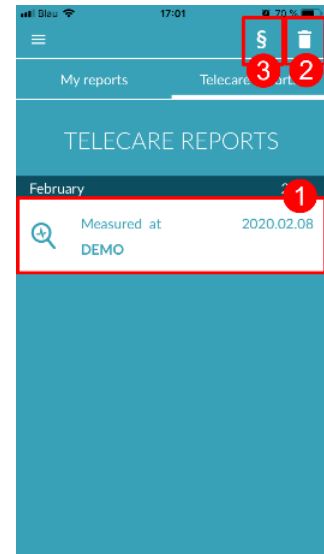 Blau 17:01 70 %
§
3 2
My reports Telecare
TELECARE REPORTS
February
1
Measured at 2020.02.08
DEMO